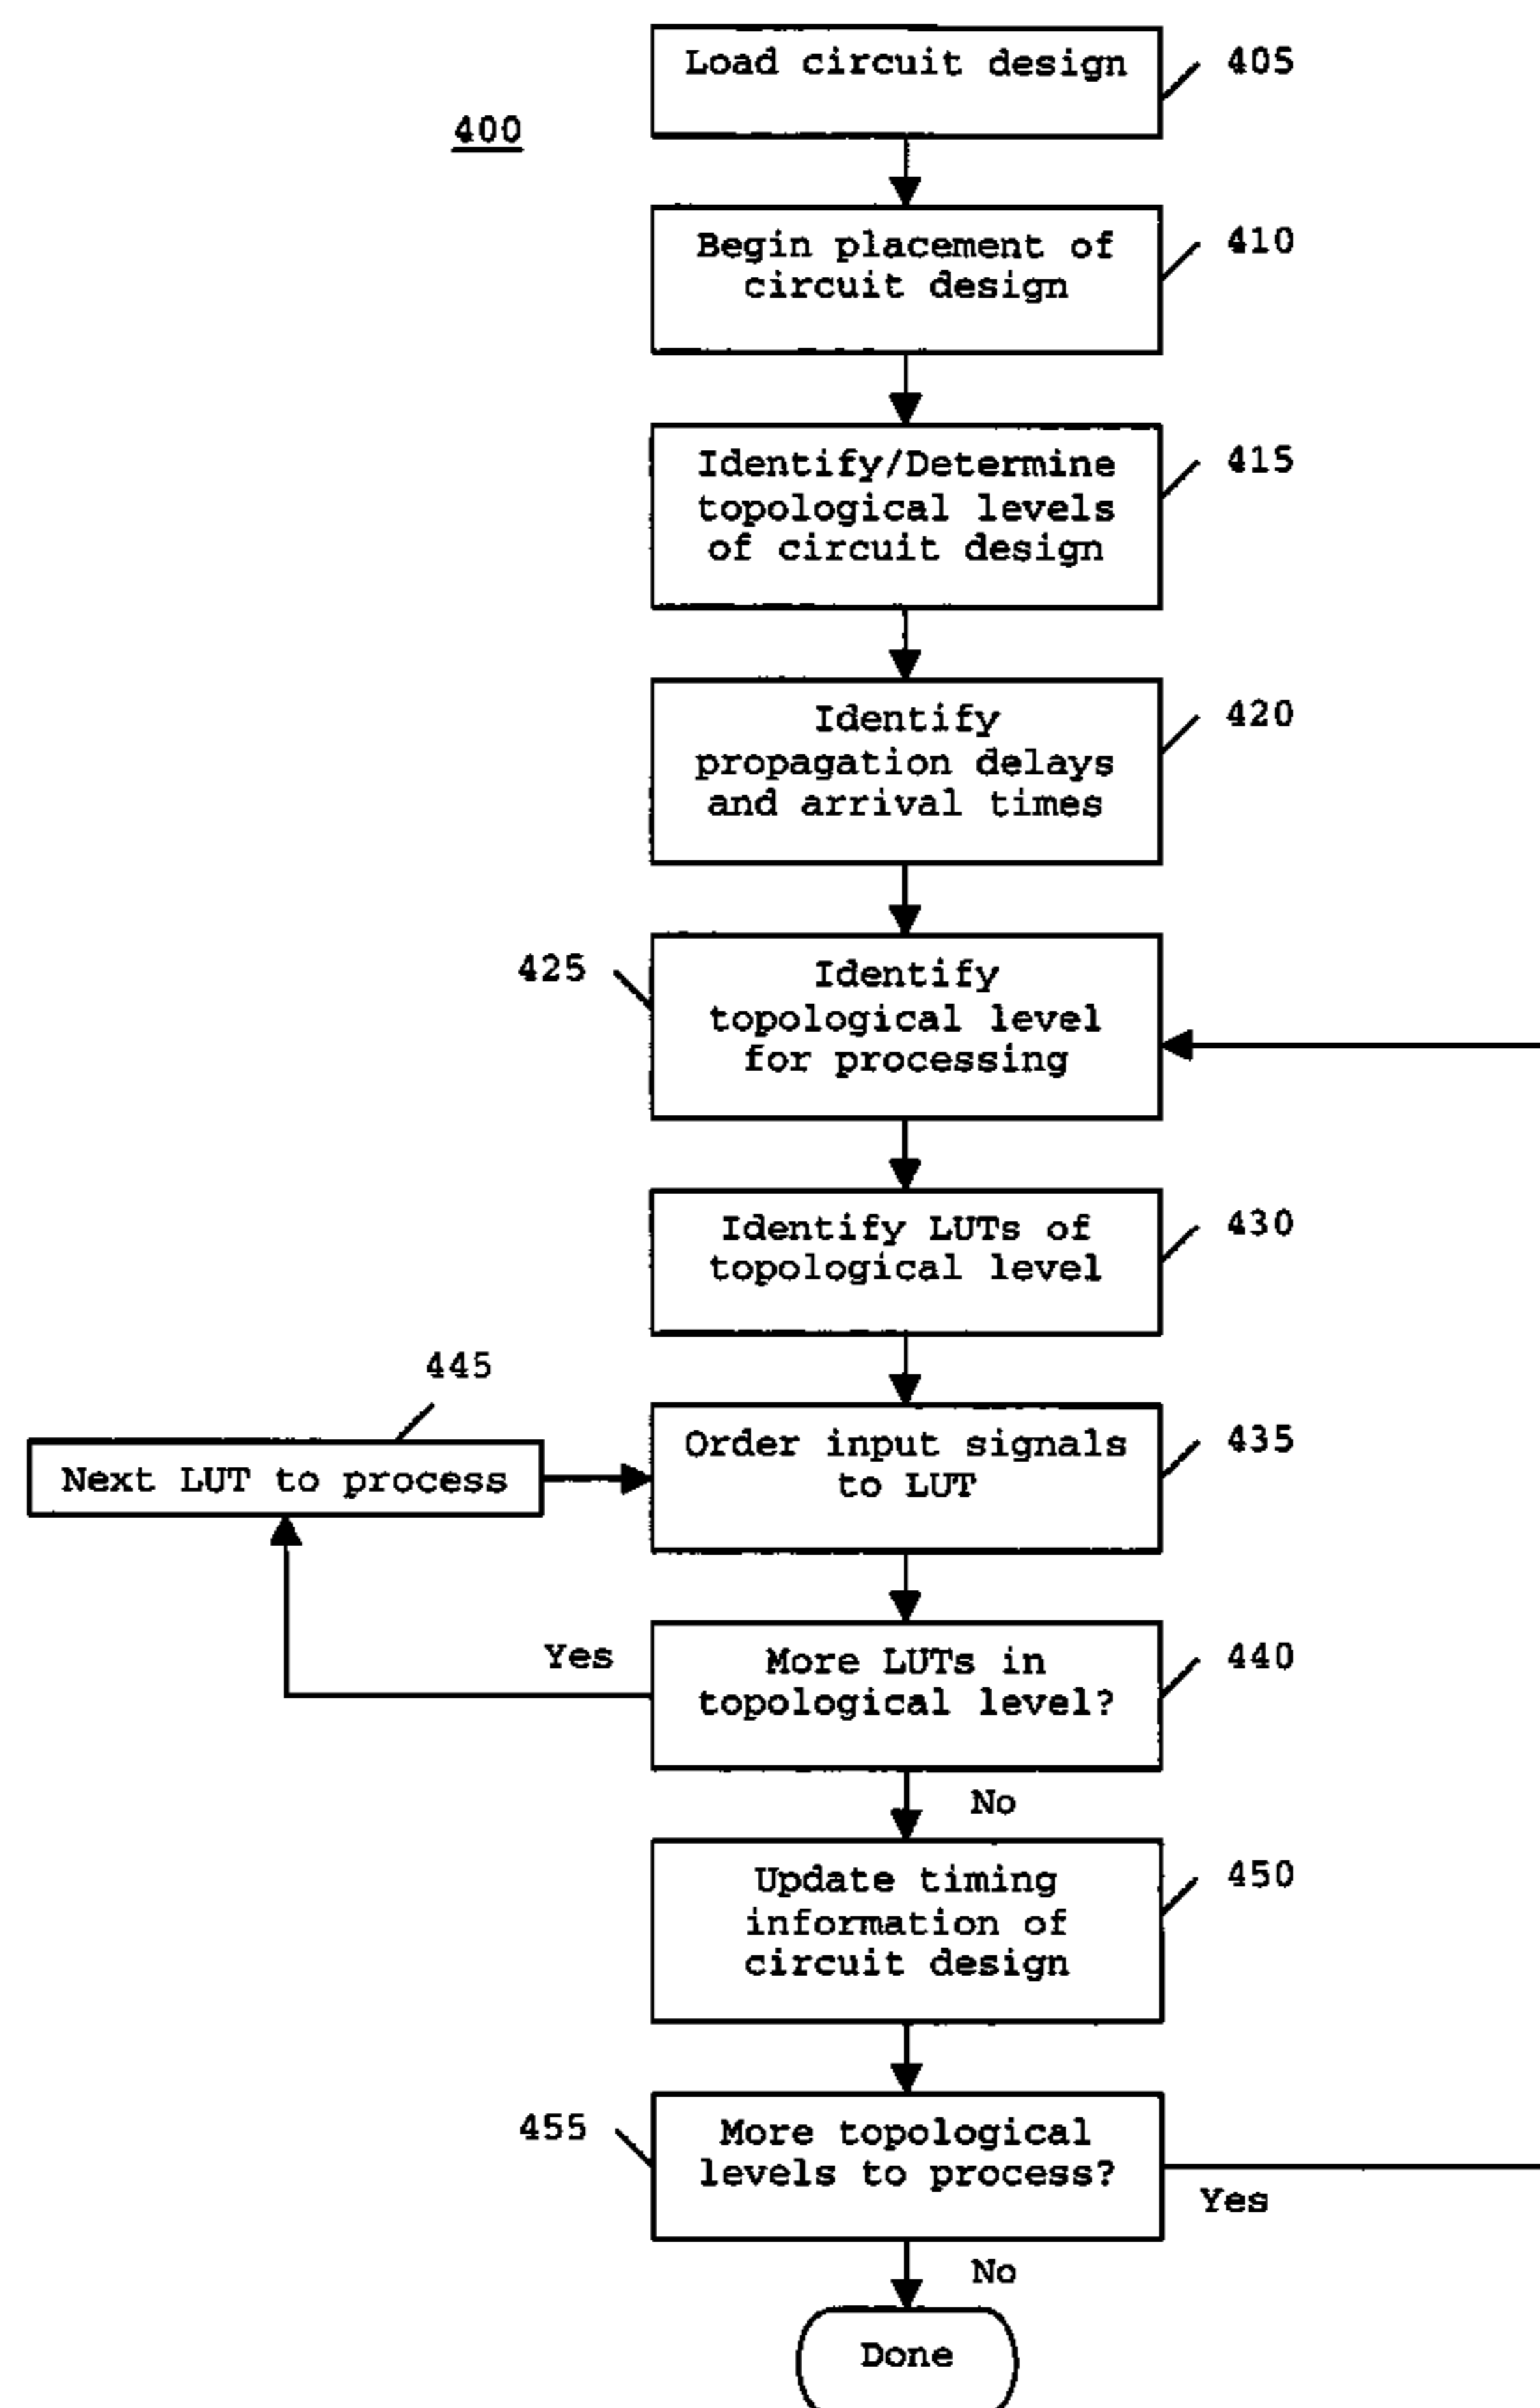 Load circuit design
405
400
Begin placement of
circuit design
410
Identify/Determine
topological levels
of circuit design
415
Identify
propagation delays
and arrival times
420
425
Identify
topological level
for processing
Identify LUTs of
topological level
430
445
Next LUT to process
Order input signals
to LUT
435
Yes
More LUTs in
topological level?
440
No
Update timing
information of
circuit design
450
455
More topological
levels to process?
Yes
No
Done